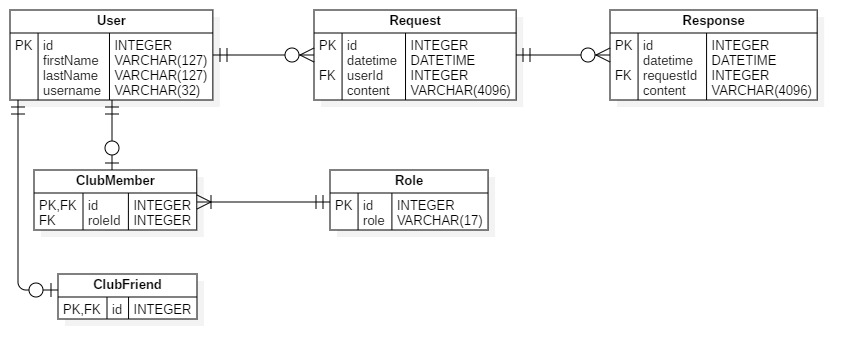 User
PK id INTEGER
firstName VARCHAR(127)
lastName VARCHAR(127)
username VARCHAR(32)
Request
PK id INTEGER
datetime DATETIME
FK userId INTEGER
content VARCHAR(4096)
Response
PK id INTEGER
datetime DATETIME
FK requestId INTEGER
content VARCHAR(4096)
ClubMember
PK,FK id INTEGER
FK roleId INTEGER
Role
PK id INTEGER
role VARCHAR(17)
ClubFriend
PK,FK id INTEGER